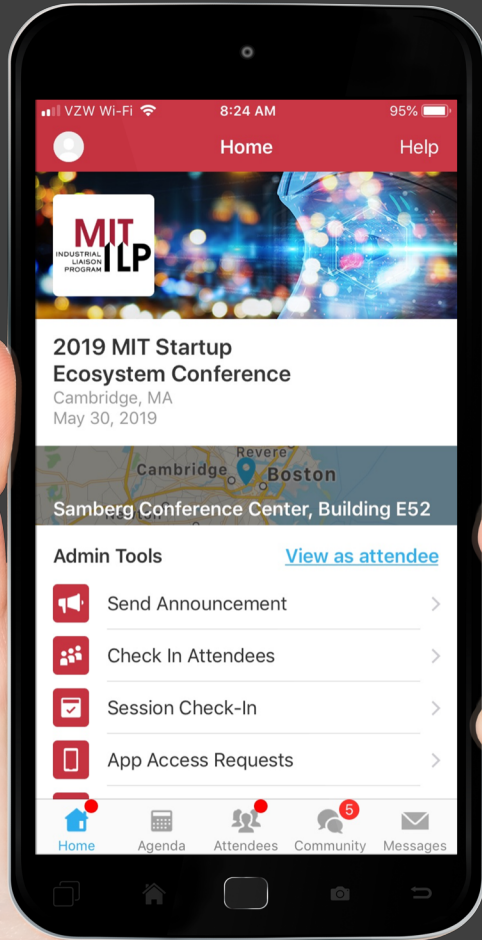 VZW Wi-Fi 8:24 AM 95%
Home Help
MIT
INDUSTRIAL
LIAISON
PROGRAM ILP
2019 MIT Startup
Ecosystem Conference
Cambridge, MA
May 30, 2019
Revere
Cambridge Boston
Samberg Conference Center, Building E52
Admin Tools View as attendee
Send Announcement
Check In Attendees
Session Check-In
App Access Requests
5
Home Agenda Attendees Community Messages